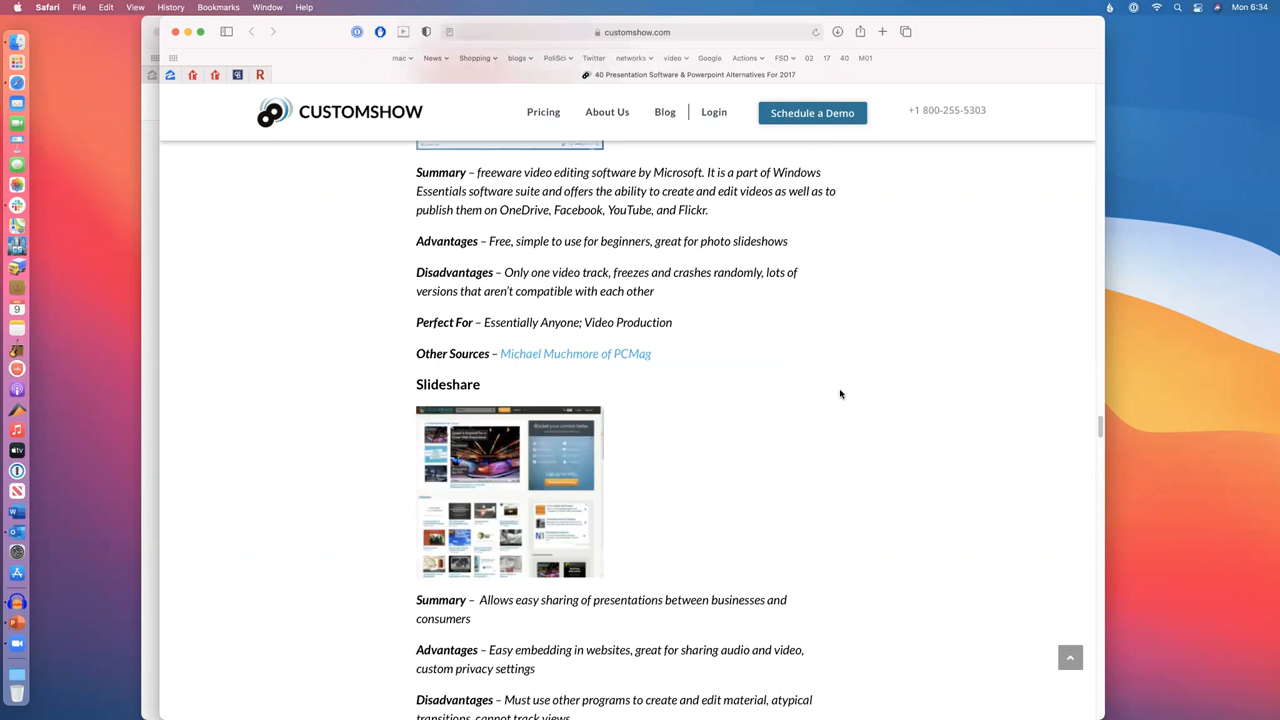 Safari File Edit View History Bookmarks Window Help Mon 6:34
customshow.com
mac News Shopping blogs PoliSci Twitter networks video Google Actions FSO 02 17 40 M01
40 Presentation Software & Powerpoint Alternatives For 2017
CUSTOMSHOW Pricing About Us Blog Login Schedule a Demo +1 800-255-5303
Summary – freeware video editing software by Microsoft. It is a part of Windows
Essentials software suite and offers the ability to create and edit videos as well as to
publish them on OneDrive, Facebook, YouTube, and Flickr.
Advantages – Free, simple to use for beginners, great for photo slideshows
Disadvantages – Only one video track, freezes and crashes randomly, lots of
versions that aren’t compatible with each other
Perfect For – Essentially Anyone; Video Production
Other Sources – Michael Muchmore of PCMag
Slideshare
Summary – Allows easy sharing of presentations between businesses and
consumers
Advantages – Easy embedding in websites, great for sharing audio and video,
custom privacy settings
Disadvantages – Must use other programs to create and edit material, atypical
transitions, cannot track views